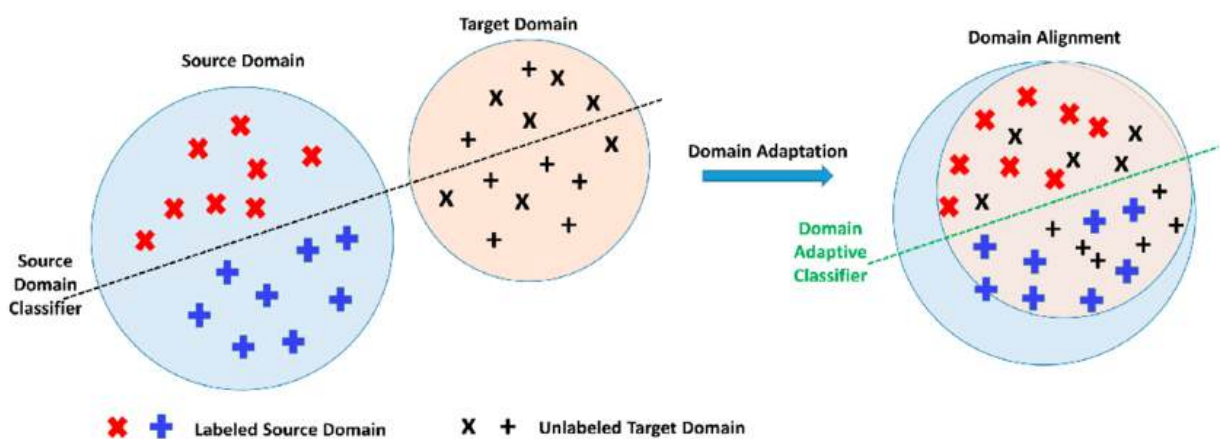 Target Domain
Source Domain
Domain Alignment
Domain Adaptation
Source
Domain
Classifier
Domain
Adaptive
Classifier
Labeled Source Domain
Unlabeled Target Domain